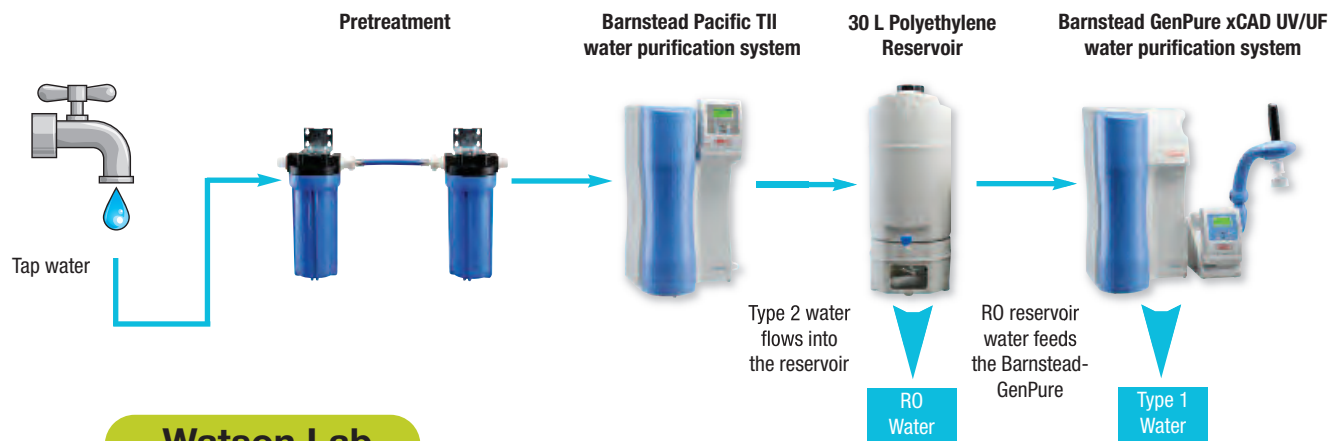 Pretreatment
Barnstead Pacific TII
water purification system
30 L Polyethylene
Reservoir
Barnstead GenPure xCAD UV/UF
water purification system
Tap water
Type 2 water
flows into
the reservoir
RO reservoir
water feeds
the Barnstead-
GenPure
RO
Water
Type 1
Water
Watson Lab